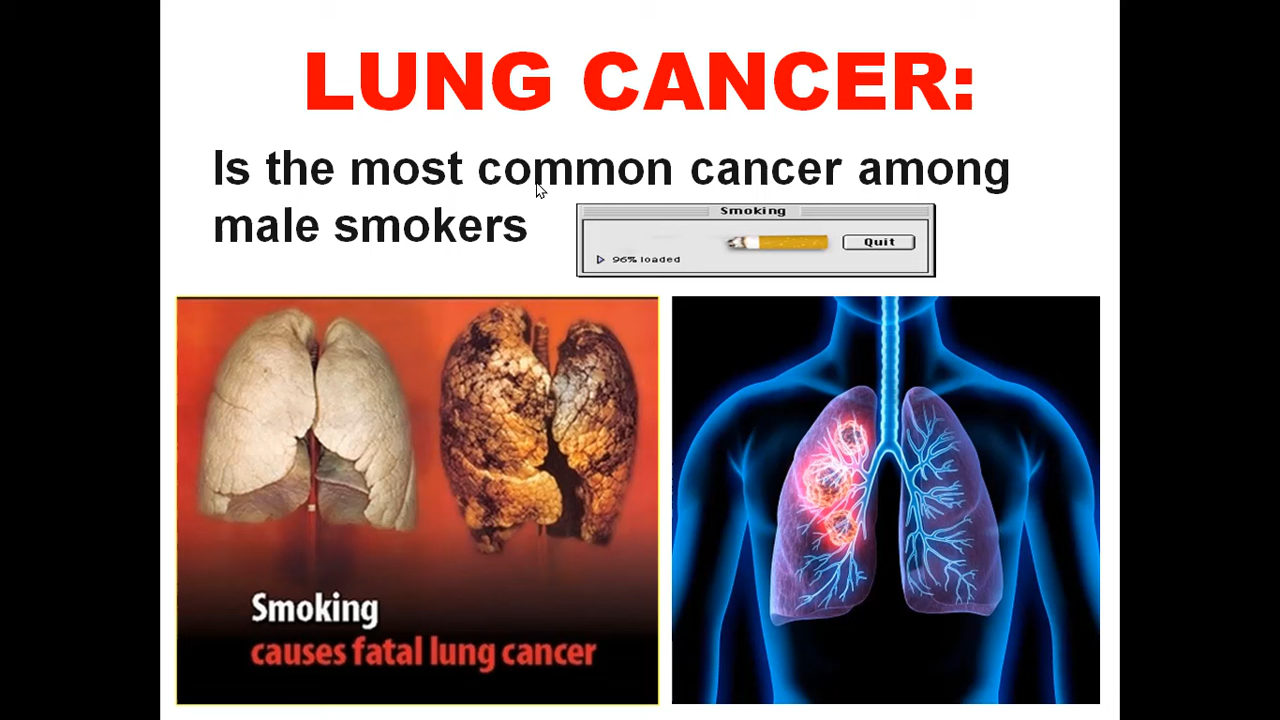 LUNG CANCER:
Is the most common cancer among
male smokers
Smoking
Quit
96% loaded
Smoking
causes fatal lung cancer